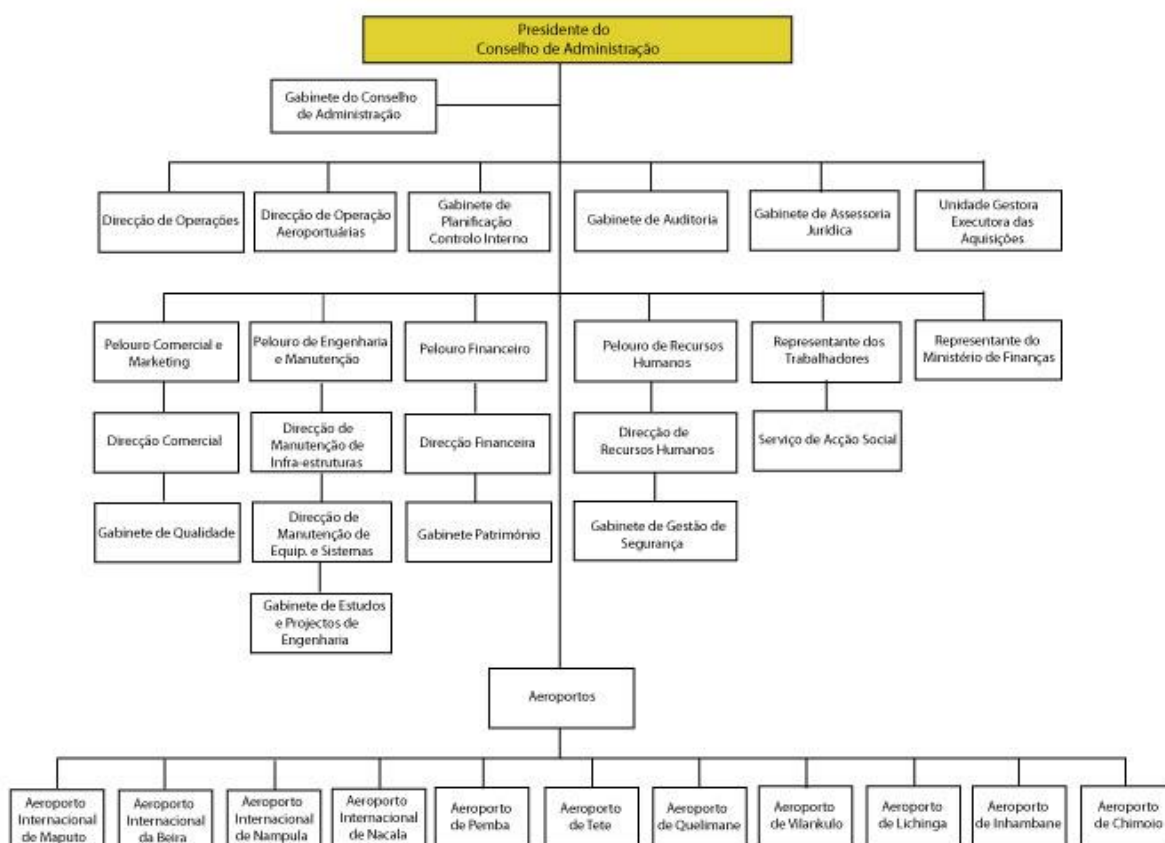 Presidente do
Conselho de Administração
Gabinete do Conselho
de Administração
Direcção de Operações
Direcção de Operação
Aeroportuárias
Gabinete de
Planificação
Controlo Interno
Gabinete de Auditoria
Gabinete de Assessoria
Jurídica
Unidade Gestora
Executora das
Aquisições
Pelouro Comercial e
Marketing
Pelouro de Engenharia
e Manutenção
Pelouro Financeiro
Pelouro de Recursos
Humanos
Representante dos
Trabalhadores
Representante do
Ministério de Finanças
Direcção Comercial
Direcção de
Manutenção de
Infra-estruturas
Direcção Financeira
Direcção de
Recursos Humanos
Serviço de Acção Social
Gabinete de Qualidade
Direcção de
Manutenção de
Equip. e Sistemas
Gabinete Património
Gabinete de Gestão de
Segurança
Gabinete de Estudos
e Projectos de
Engenharia
Aeroportos
Aeroporto
Internacional
de Maputo
Aeroporto
Internacional
da Beira
Aeroporto
Internacional
de Nampula
Aeroporto
Internacional
de Nacala
Aeroporto
de Pemba
Aeroporto
de Tete
Aeroporto
de Quelimane
Aeroporto
de Vilankulo
Aeroporto
de Lichinga
Aeroporto
de Inhambane
Aeroporto
de Chimoio